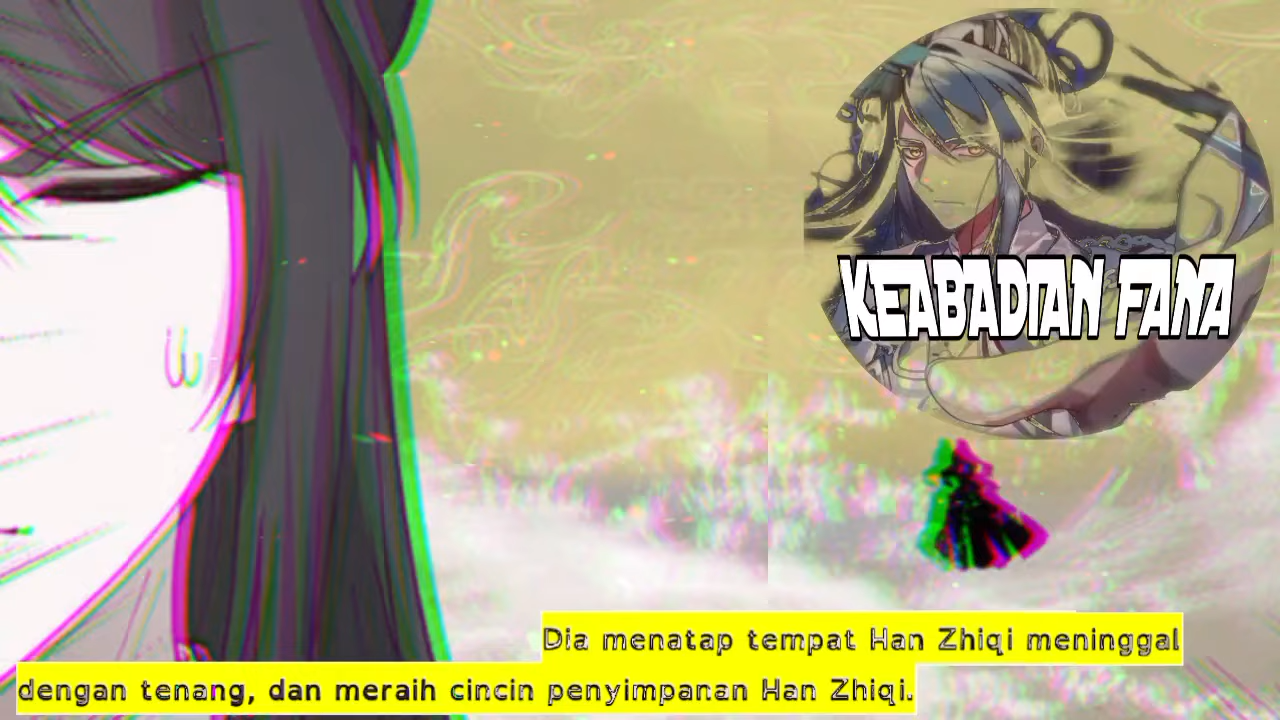 KEABADIAN FANA
Dia menatap tempat Han Zhiqi meninggal
dengan tenang, dan meraih cincin penyimpanan Han Zhiqi.